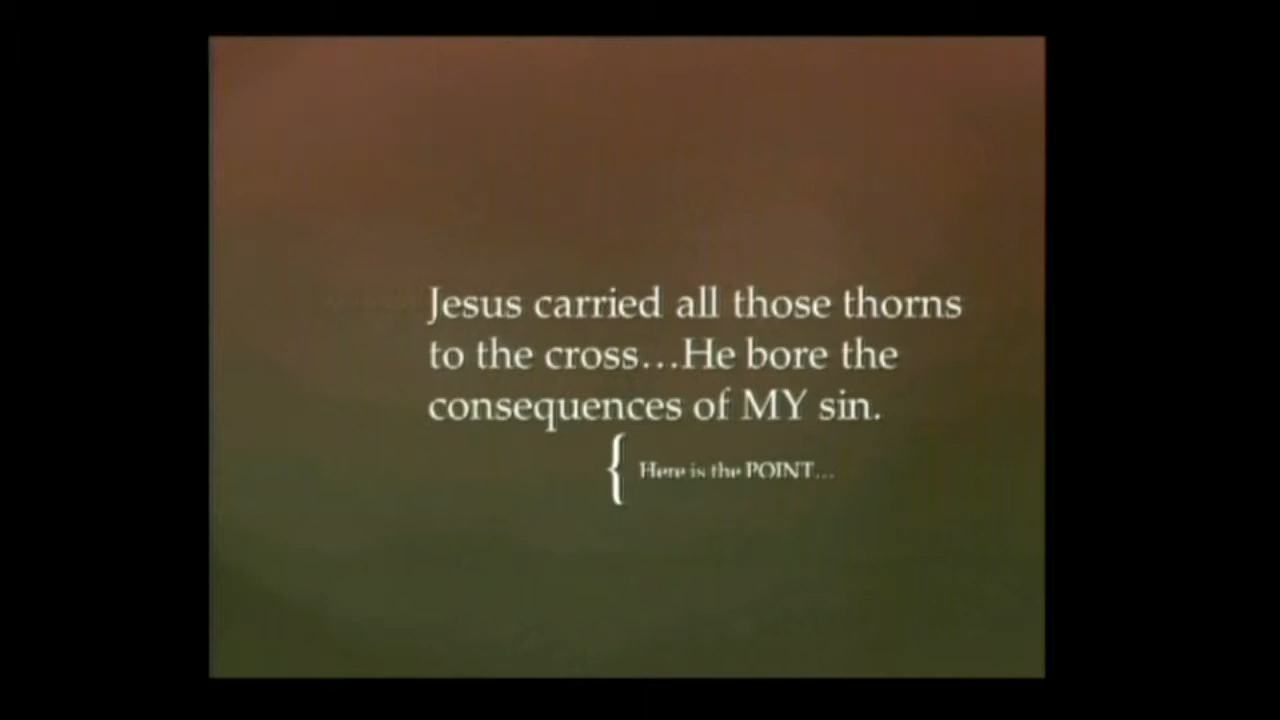 Jesus carried all those thorns
to the cross...He bore the
consequences of MY sin.
{ Here is the POINT...